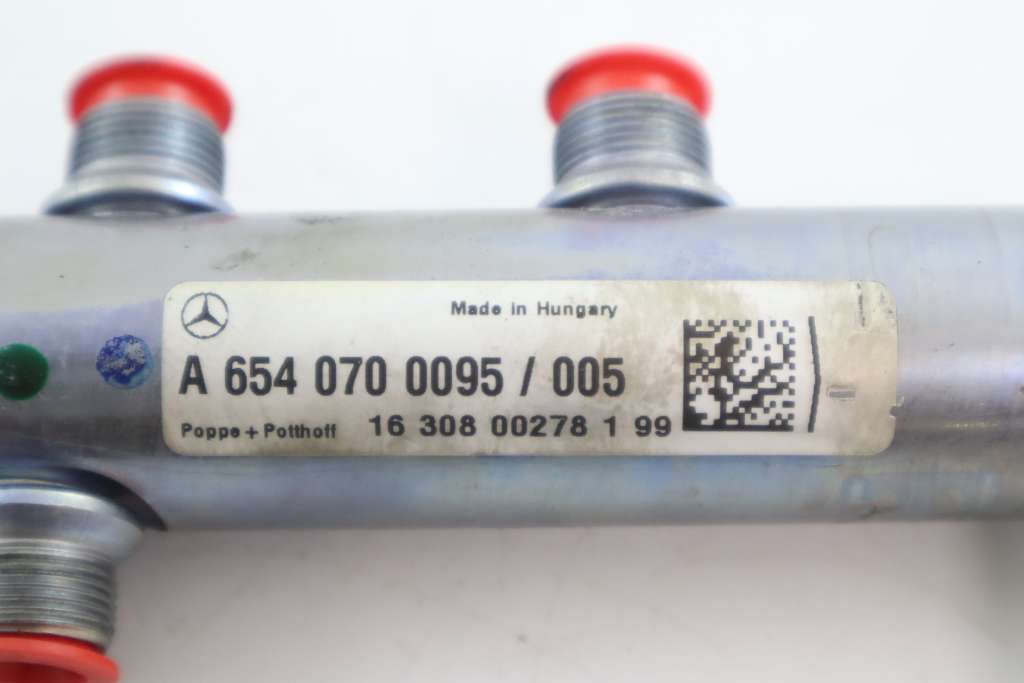 Made in Hungary
A 654 070 0095 / 005
Poppe + Potthoff 16 308 00278 1 99